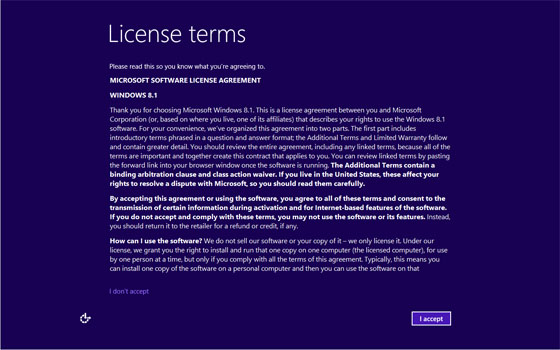 License terms
Please read this so you know what you're agreeing to.
MICROSOFT SOFTWARE LICENSE AGREEMENT
WINDOWS 8.1
Thank you for choosing Microsoft Windows 8.1. This is a license agreement between you and Microsoft
Corporation (or, based on where you live, one of its affiliates) that describes your rights to use the Windows 8.1
software. For your convenience, we've organized this agreement into two parts. The first part includes
introductory terms phrased in a question and answer format; the Additional Terms and Limited Warranty follow
and contain greater detail. You should review the entire agreement, including any linked terms, because all of the
terms are important and together create this contract that applies to you. You can review linked terms by pasting
the forward link into your browser window once the software is running. The Additional Terms contain a
binding arbitration clause and class action waiver. If you live in the United States, these affect your
rights to resolve a dispute with Microsoft, so you should read them carefully.
By accepting this agreement or using the software, you agree to all of these terms and consent to the
transmission of certain information during activation and for Internet-based features of the software.
If you do not accept and comply with these terms, you may not use the software or its features. Instead,
you should return it to the retailer for a refund or credit, if any.
How can I use the software? We do not sell our software or your copy of it – we only license it. Under our
license, we grant you the right to install and run that one copy on one computer (the licensed computer), for use
by one person at a time, but only if you comply with all the terms of this agreement. Typically, this means you
can install one copy of the software on a personal computer and then you can use the software on that
I don't accept
I accept